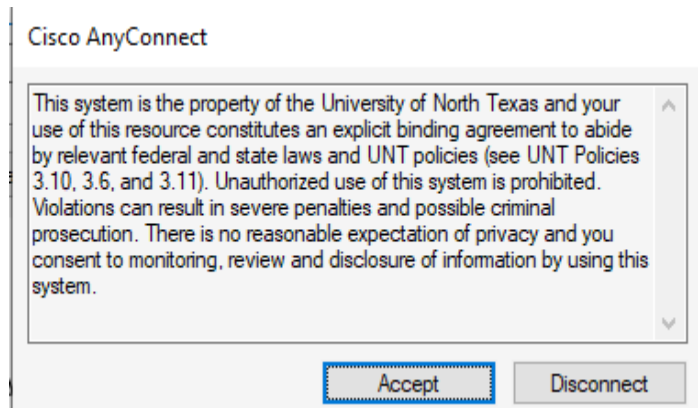 Cisco AnyConnect
This system is the property of the University of North Texas and your
use of this resource constitutes an explicit binding agreement to abide
by relevant federal and state laws and UNT policies (see UNT Policies
3.10, 3.6, and 3.11). Unauthorized use of this system is prohibited.
Violations can result in severe penalties and possible criminal
prosecution. There is no reasonable expectation of privacy and you
consent to monitoring, review and disclosure of information by using this
system.
Accept Disconnect